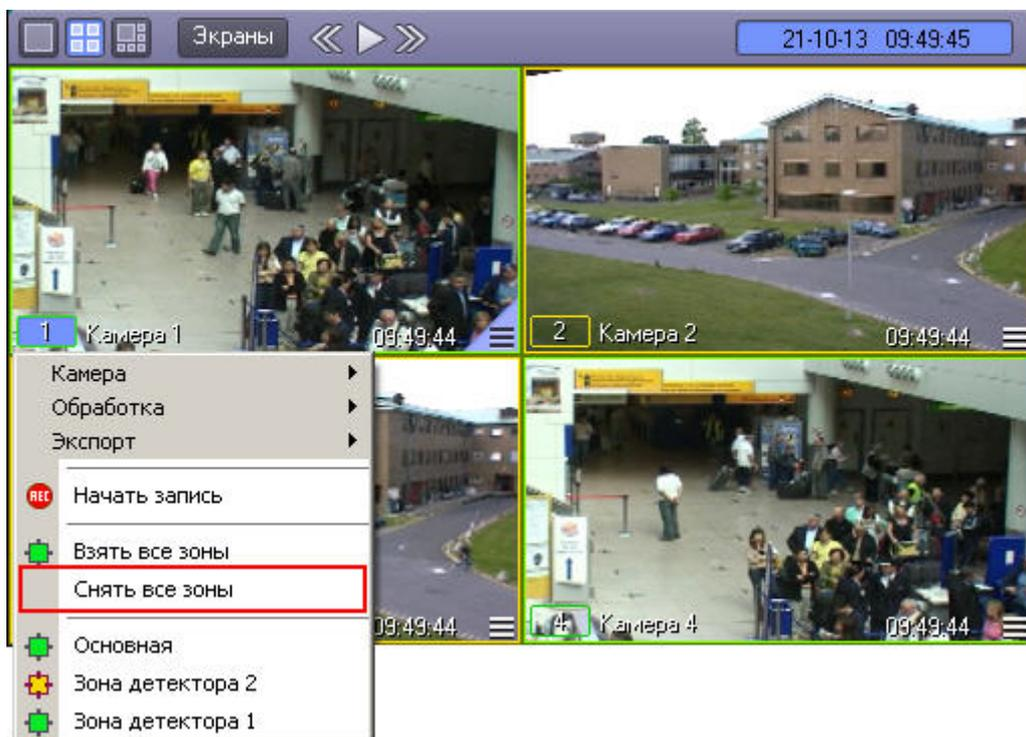 Экраны
21-10-13 09:49:45
1 Камера 1 09:49:44
2 Камера 2 09:49:44
Камера
Обработка
Экспорт
REC Начать запись
Взять все зоны
Снять все зоны
09:49:44
4 Камера 4 09:49:44
Основная
Зона детектора 2
Зона детектора 1